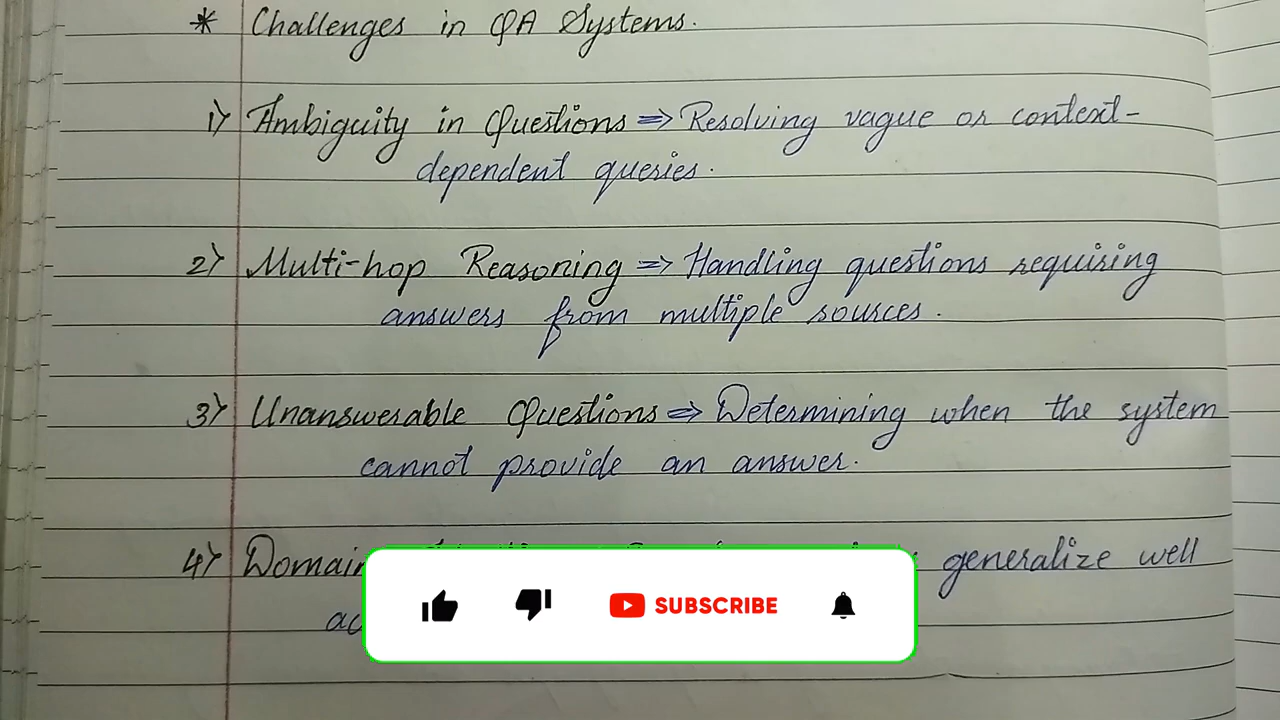 * Challenges in QA Systems.
1) Ambiguity in Questions => Resolving vague or context-
dependent queries.
2) Multi-hop Reasoning => Handling questions requiring
answers from multiple sources.
3) Unanswerable Questions => Determining when the system
cannot provide an answer.
4) Domain generalize well
SUBSCRIBE